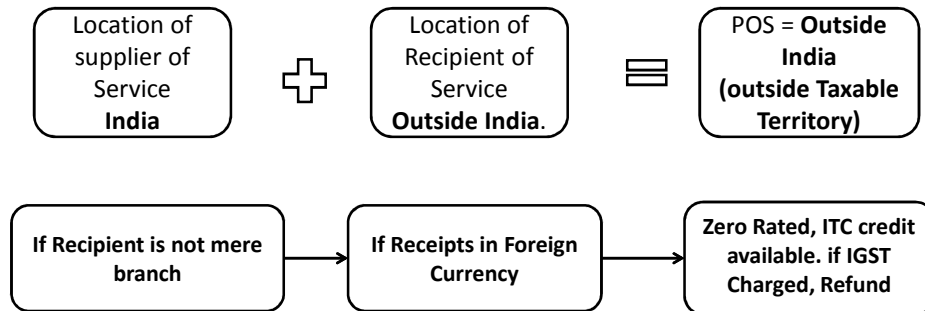 Location of
supplier of
Service
India
Location of
Recipient of
Service
Outside India.
POS = Outside
India
(outside Taxable
Territory)
If Recipient is not mere
branch
If Receipts in Foreign
Currency
Zero Rated, ITC credit
available. if IGST
Charged, Refund